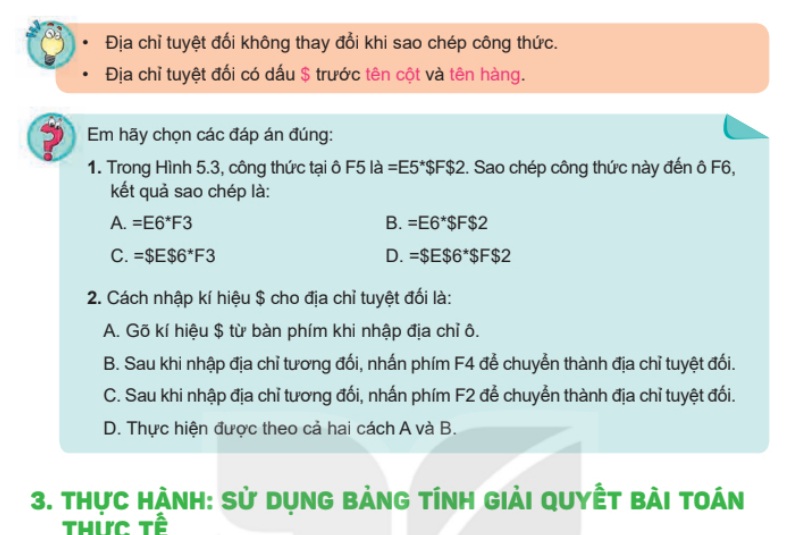 • Địa chỉ tuyệt đối không thay đổi khi sao chép công thức.
• Địa chỉ tuyệt đối có dấu $ trước tên cột và tên hàng.
Em hãy chọn các đáp án đúng:
1. Trong Hình 5.3, công thức tại ô F5 là =E5*$F$2. Sao chép công thức này đến ô F6,
kết quả sao chép là:
A. =E6*F3 B. =E6*$F$2
C. =$E$6*F3 D. =$E$6*$F$2
2. Cách nhập kí hiệu $ cho địa chỉ tuyệt đối là:
A. Gõ kí hiệu $ từ bàn phím khi nhập địa chỉ ô.
B. Sau khi nhập địa chỉ tương đối, nhấn phím F4 để chuyển thành địa chỉ tuyệt đối.
C. Sau khi nhập địa chỉ tương đối, nhấn phím F2 để chuyển thành địa chỉ tuyệt đối.
D. Thực hiện được theo cả hai cách A và B.
3. THỰC HÀNH: SỬ DỤNG BẢNG TÍNH GIẢI QUYẾT BÀI TOÁN
THỰC TẾ